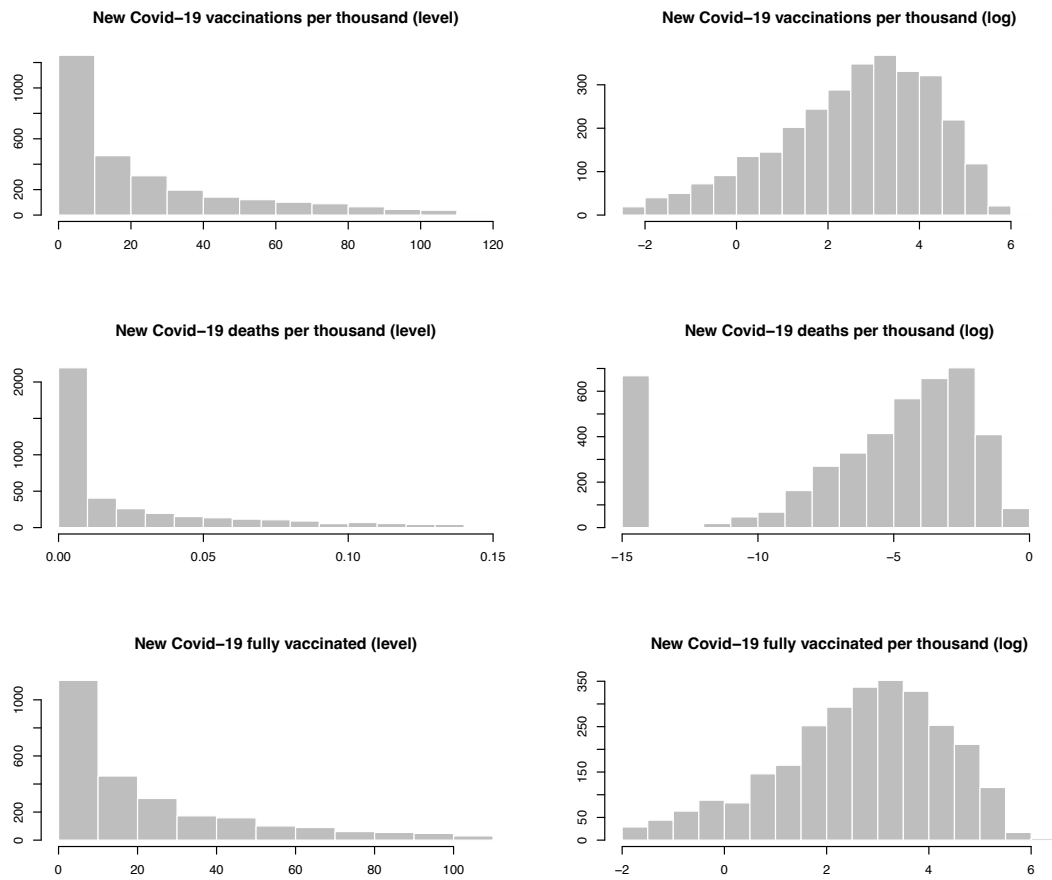 New Covid−19 vaccinations per thousand (level)
1000
600
200
0
0 20 40 60 80 100 120
New Covid−19 vaccinations per thousand (log)
300
200
100
0
−2 0 2 4 6
New Covid−19 deaths per thousand (level)
2000
1000
500
0
0.00 0.05 0.10 0.15
New Covid−19 deaths per thousand (log)
600
400
200
0
−15 −10 −5 0
New Covid−19 fully vaccinated (level)
1000
600
200
0
0 20 40 60 80 100
New Covid−19 fully vaccinated per thousand (log)
350
250
150
50
0
−2 0 2 4 6